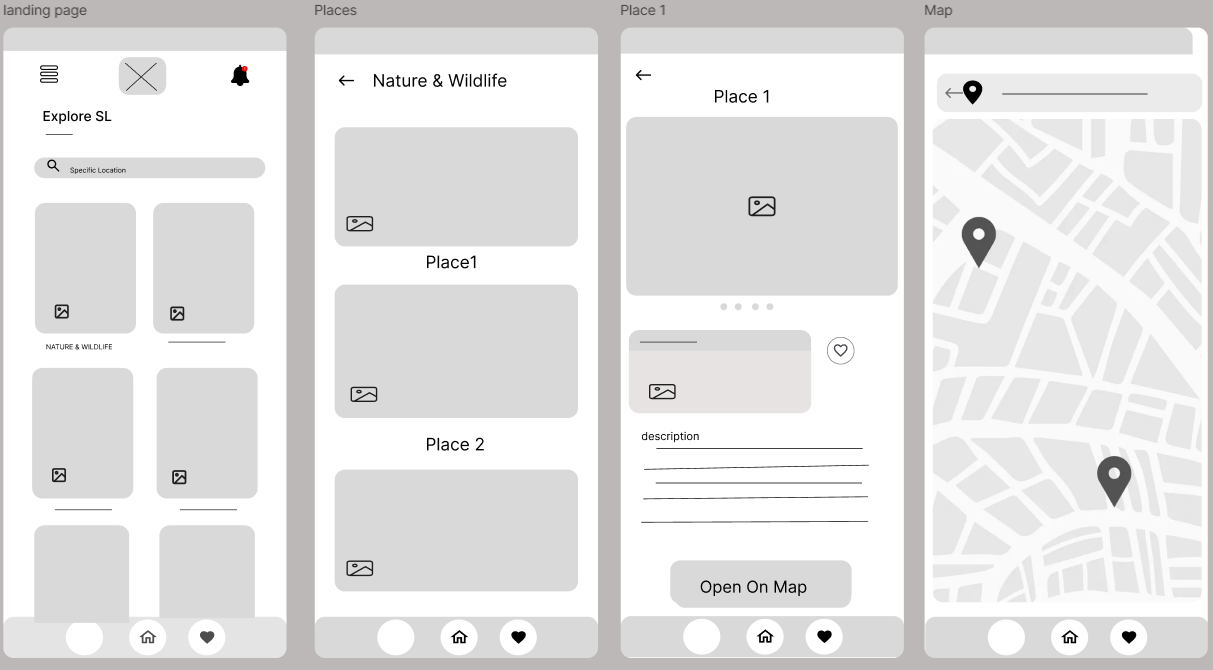 landing page
Explore SL
Specific Location
NATURE & WILDLIFE
Places
Nature & Wildlife
Place1
Place 2
Place 1
Place 1
description
Open On Map
Map